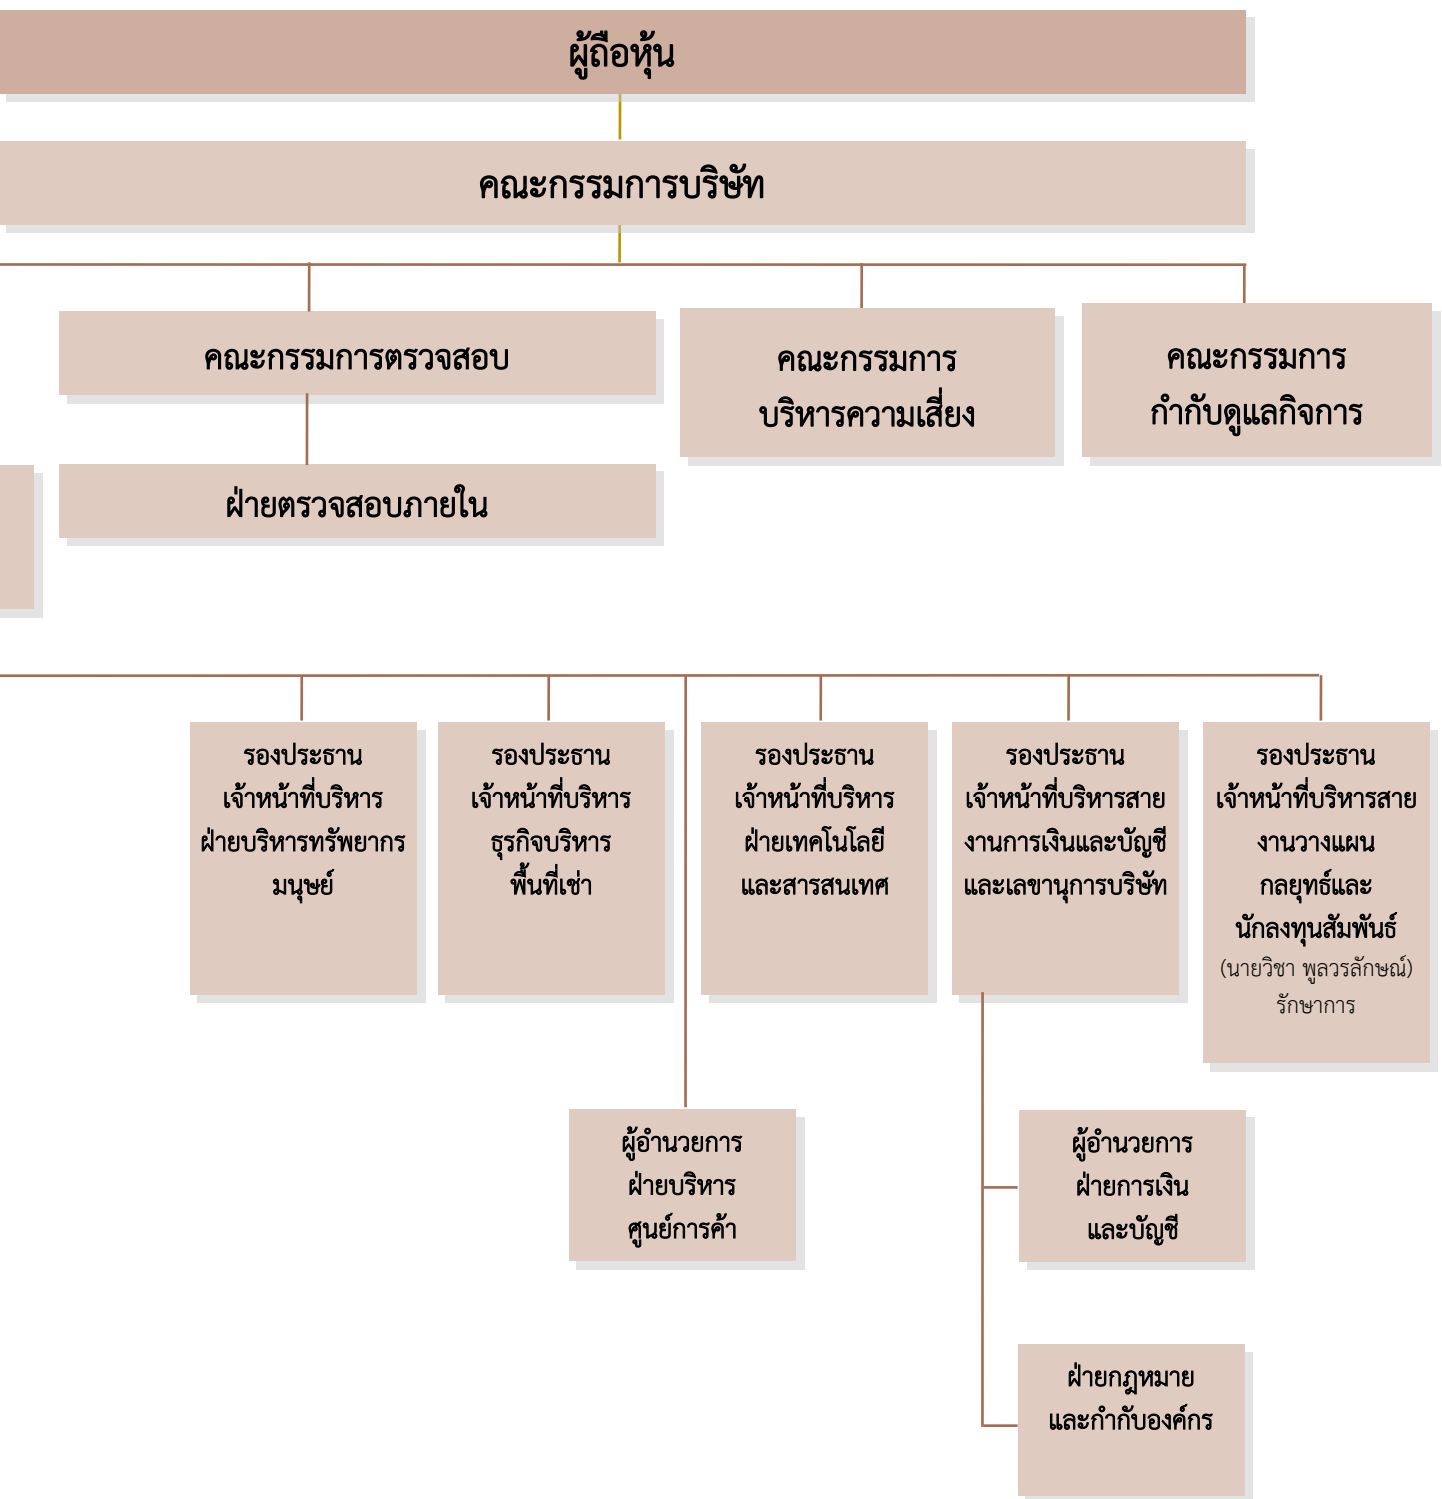 ผู้ถือหุ้น
คณะกรรมการบริษัท
คณะกรรมการตรวจสอบ
คณะกรรมการ
บริหารความเสี่ยง
คณะกรรมการ
กำกับดูแลกิจการ
ฝ่ายตรวจสอบภายใน
รองประธาน
เจ้าหน้าที่บริหาร
ฝ่ายบริหารทรัพยากร
มนุษย์
รองประธาน
เจ้าหน้าที่บริหาร
ธุรกิจบริหาร
พื้นที่เช่า
รองประธาน
เจ้าหน้าที่บริหาร
ฝ่ายเทคโนโลยี
และสารสนเทศ
รองประธาน
เจ้าหน้าที่บริหารสาย
งานการเงินและบัญชี
และเลขานุการบริษัท
รองประธาน
เจ้าหน้าที่บริหารสาย
งานวางแผน
กลยุทธ์และ
นักลงทุนสัมพันธ์
(นายวิชา พูลวรลักษณ์)
รักษาการ
ผู้อำนวยการ
ฝ่ายบริหาร
ศูนย์การค้า
ผู้อำนวยการ
ฝ่ายการเงิน
และบัญชี
ฝ่ายกฎหมาย
และกำกับองค์กร